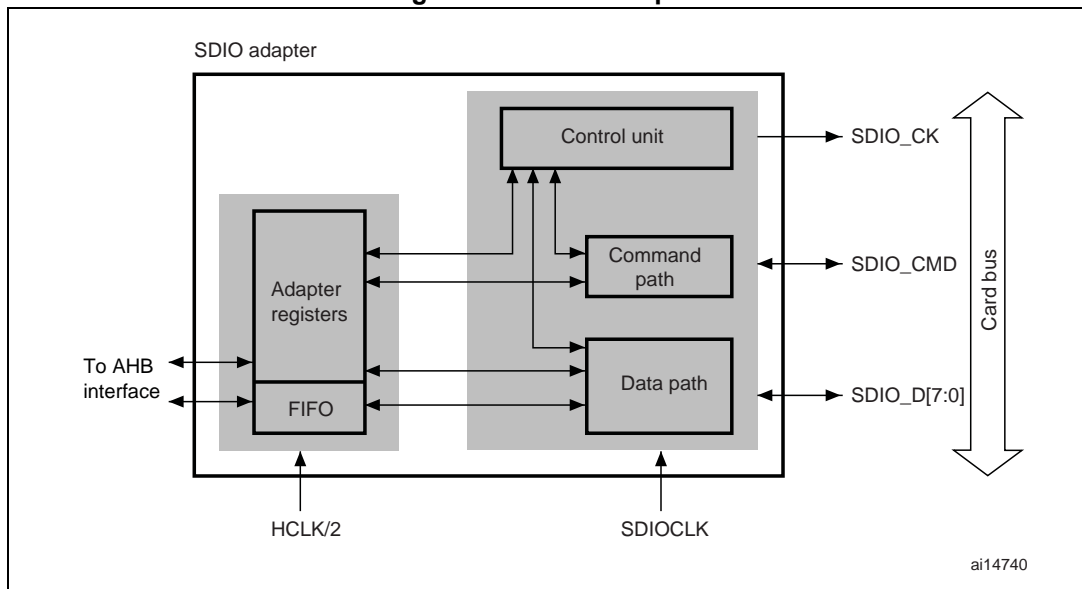 SDIO adapter
Control unit
SDIO_CK
Command
path
SDIO_CMD
Adapter
registers
Card bus
To AHB
interface
Data path
SDIO_D[7:0]
FIFO
HCLK/2
SDIOCLK
ai14740